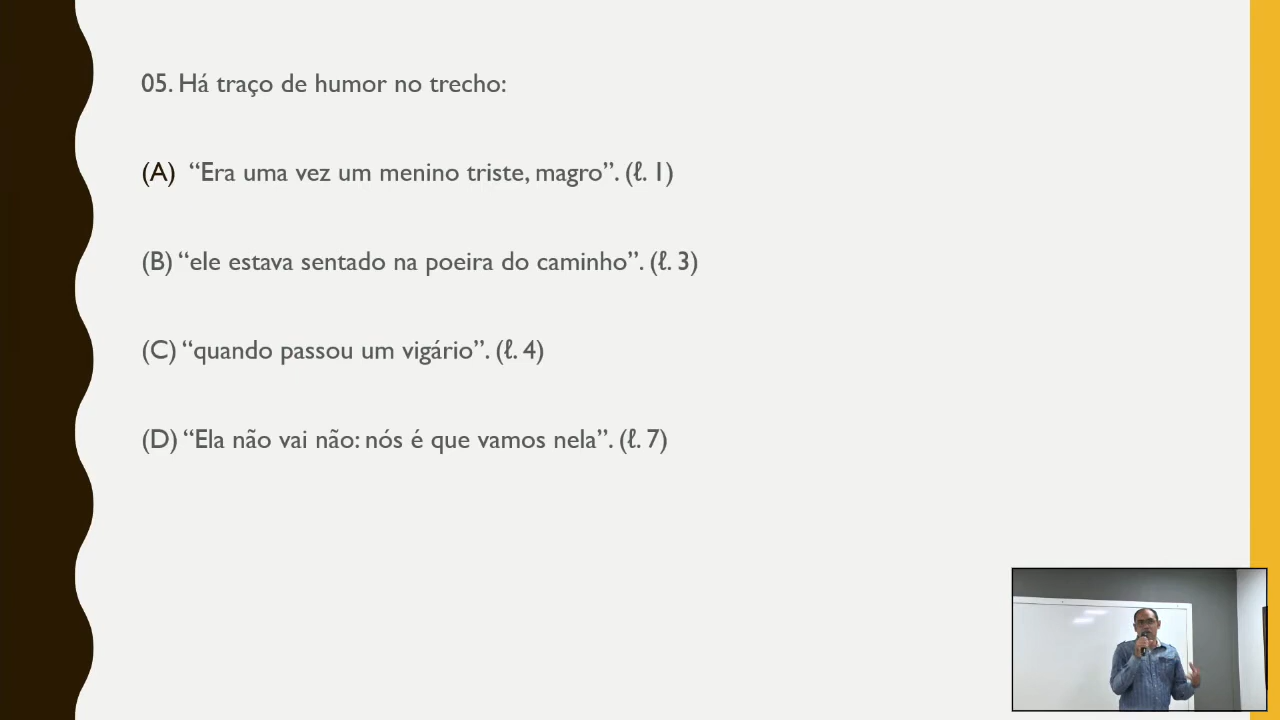 05. Há traço de humor no trecho:
(A) “Era uma vez um menino triste, magro”. (ℓ. 1)
(B) “ele estava sentado na poeira do caminho”. (ℓ. 3)
(C) “quando passou um vigário”. (ℓ. 4)
(D) “Ela não vai não: nós é que vamos nela”. (ℓ. 7)